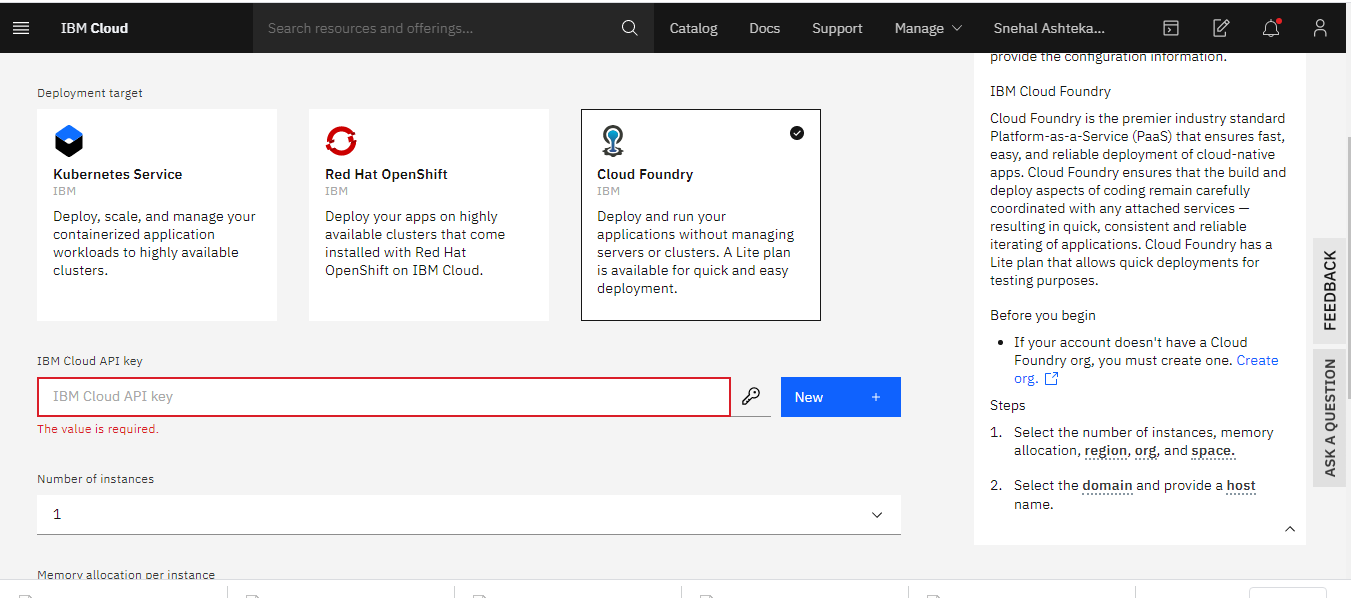 IBM Cloud
Search resources and offerings...
Catalog
Docs
Support
Manage
Snehal Ashteka...
Deployment target
Kubernetes Service
IBM
Deploy, scale, and manage your
containerized application
workloads to highly available
clusters.
Red Hat OpenShift
IBM
Deploy your apps on highly
available clusters that come
installed with Red Hat
OpenShift on IBM Cloud.
Cloud Foundry
IBM
Deploy and run your
applications without managing
servers or clusters. A Lite plan
is available for quick and easy
deployment.
IBM Cloud API key
IBM Cloud API key
New +
The value is required.
Number of instances
1
Memory allocation per instance
provide the configuration information.
IBM Cloud Foundry
Cloud Foundry is the premier industry standard
Platform-as-a-Service (PaaS) that ensures fast,
easy, and reliable deployment of cloud-native
apps. Cloud Foundry ensures that the build and
deploy aspects of coding remain carefully
coordinated with any attached services —
resulting in quick, consistent and reliable
iterating of applications. Cloud Foundry has a
Lite plan that allows quick deployments for
testing purposes.
Before you begin
• If your account doesn't have a Cloud
Foundry org, you must create one. Create
org.
Steps
1. Select the number of instances, memory
allocation, region, org, and space.
2. Select the domain and provide a host
name.
FEEDBACK
ASK A QUESTION